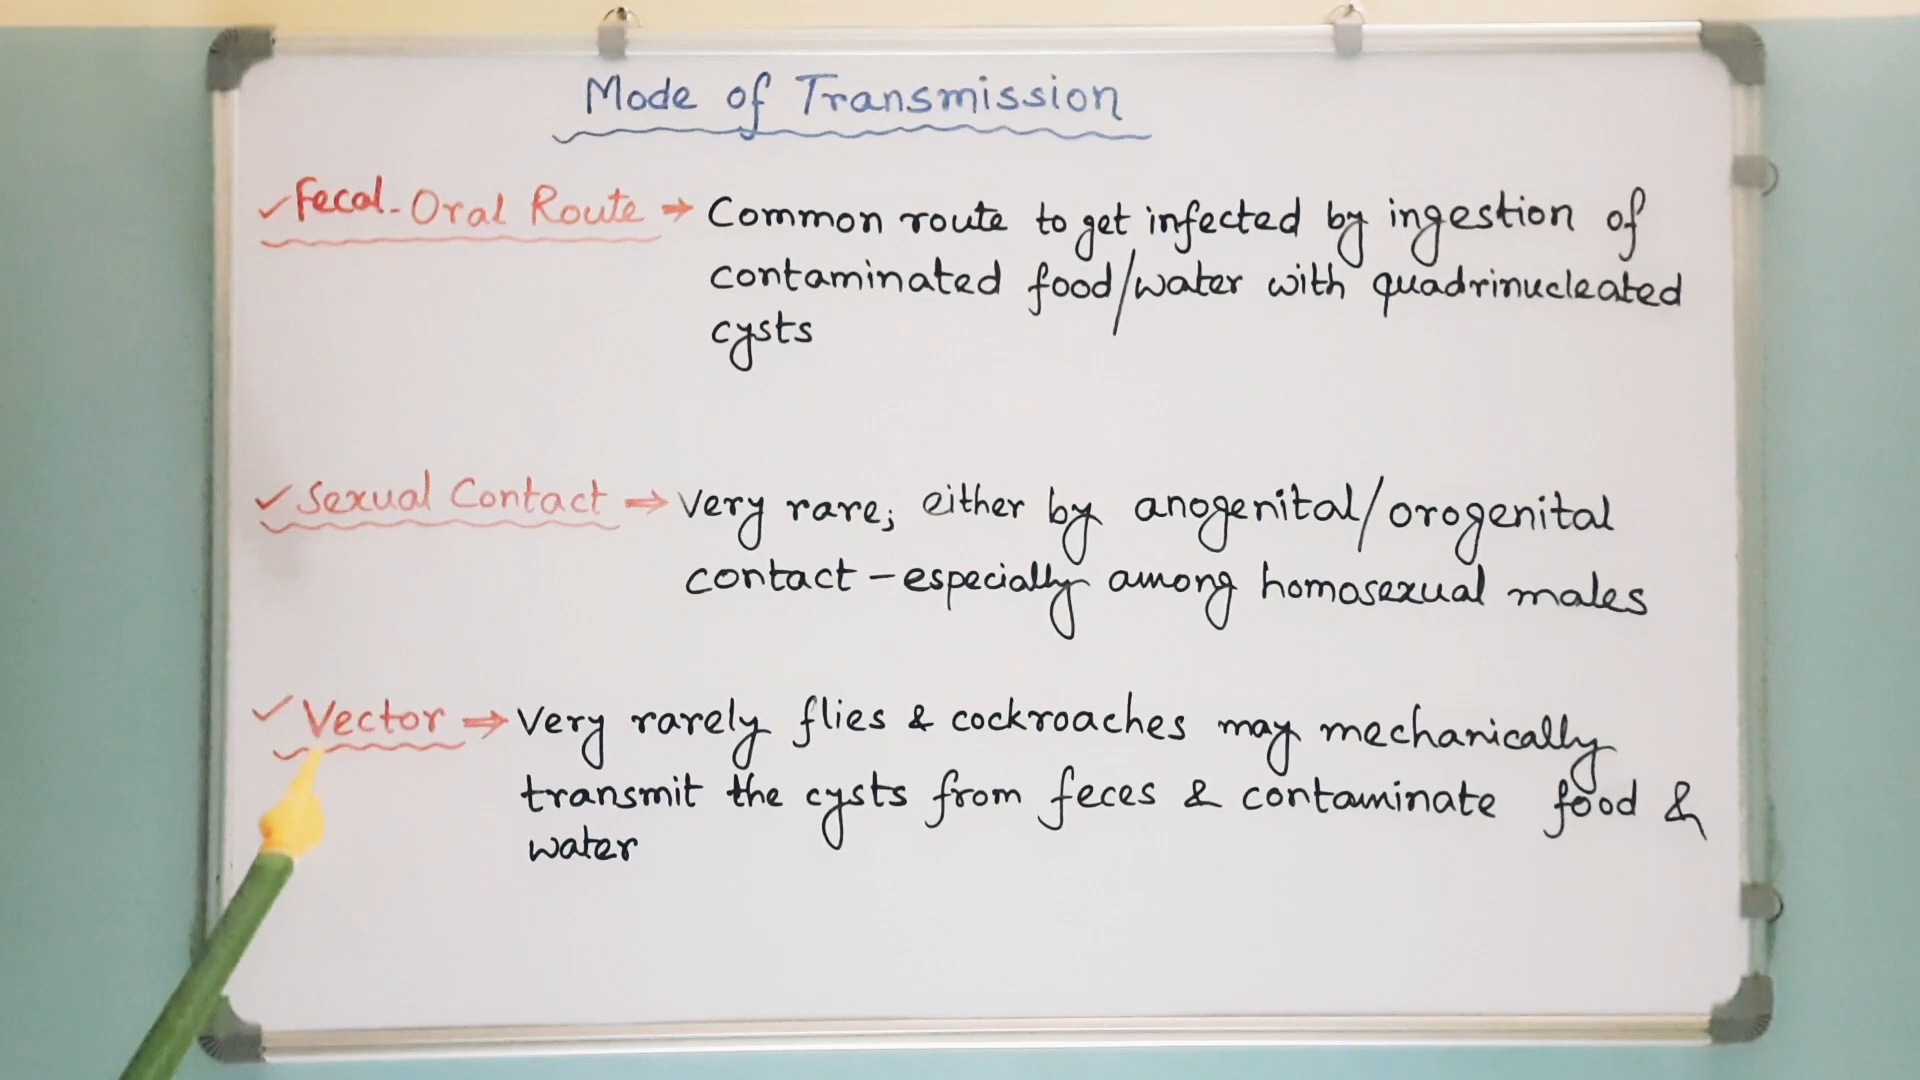 Mode of Transmission
✓ Fecal-Oral Route → Common route to get infected by ingestion of
contaminated food/water with quadrinucleated
cysts
✓ Sexual Contact ⇒ Very rare; either by anogenital/orogenital
contact - especially among homosexual males
✓ Vector ⇒ Very rarely flies & cockroaches may mechanically
transmit the cysts from feces & contaminate food &
water